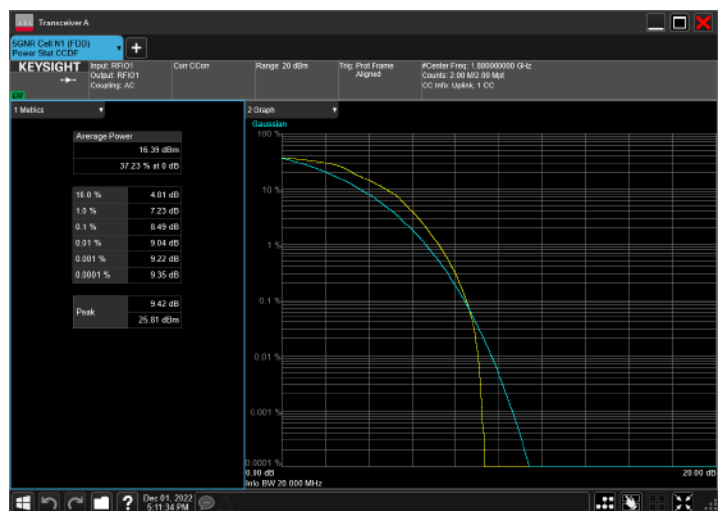 Transceiver A
5GNR Cell N1 (FDD)
Power Stat CCDF
KEYSIGHT
Input: RFIO1
Output: RFIO1
Coupling: AC
Corr CCorr
Range: 20 dBm
Trig: Prot Frame
Aligned
#Center Freq: 1.880000000 GHz
Counts: 2.00 M/2.00 Mpt
CC Info: Uplink, 1 CC
1 Metrics
Average Power
16.39 dBm
37.23 % at 0 dB
10.0 % 4.81 dB
1.0 % 7.23 dB
0.1 % 8.49 dB
0.01 % 9.04 dB
0.001 % 9.22 dB
0.0001 % 9.35 dB
Peak
9.42 dB
25.81 dBm
2 Graph
Gaussian
100 %
10 %
1 %
0.1 %
0.01 %
0.001 %
0.0001 %
0.00 dB
20.00 dB
Info BW 20.000 MHz
Dec 01, 2022
5:11:34 PM